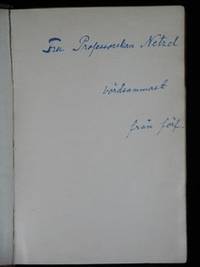 Fru Professorskan Netzel
vördsammast
från förf.